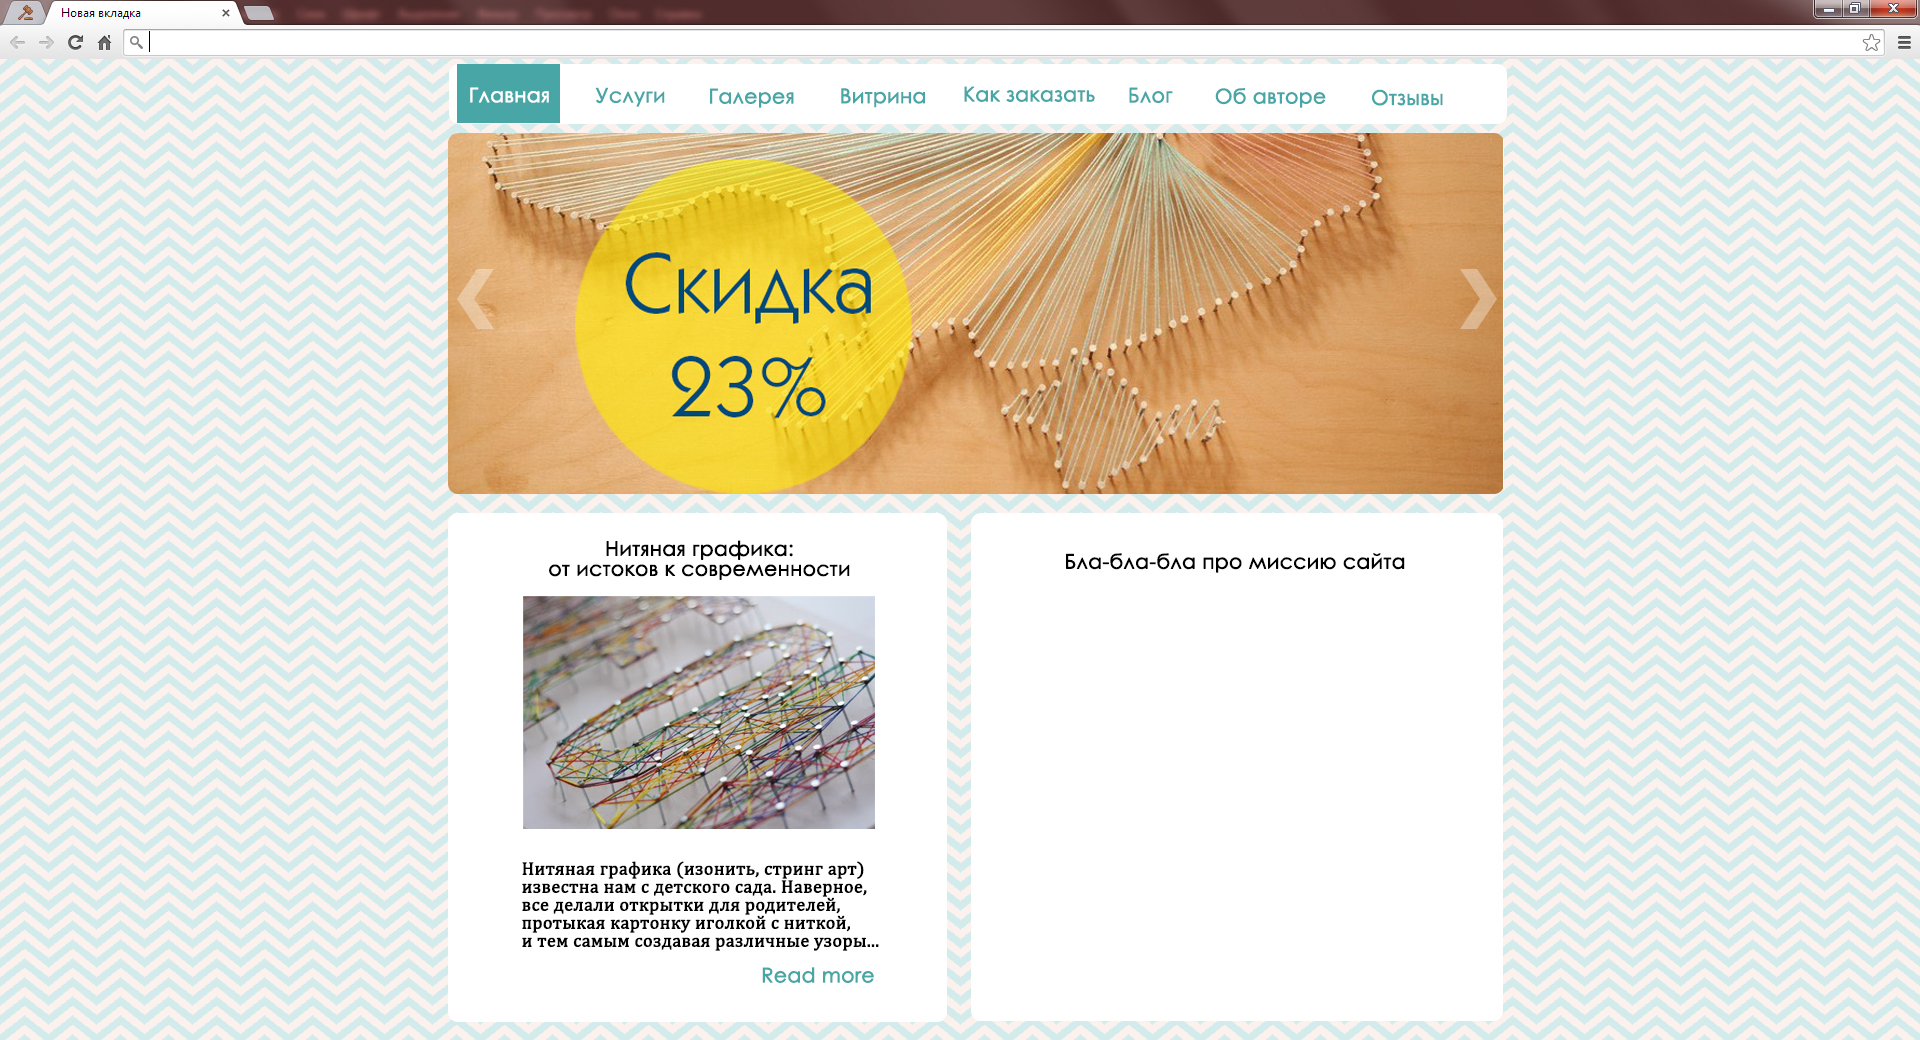 Новая вкладка
Главная Услуги Галерея Витрина Как заказать Блог Об авторе Отзывы
Скидка
23%
Нитяная графика:
от истоков к современности
Нитяная графика (изонить, стринг арт)
известна нам с детского сада. Наверное,
все делали открытки для родителей,
протыкая картонку иголкой с ниткой,
и тем самым создавая различные узоры...
Read more
Бла-бла-бла про миссию сайта